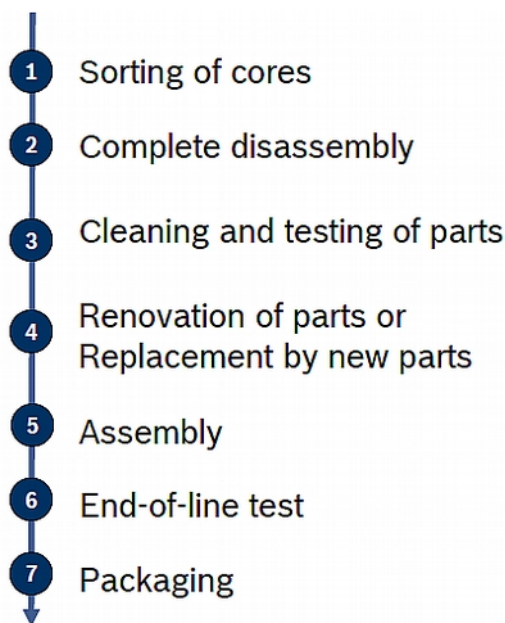 1 Sorting of cores
2 Complete disassembly
3 Cleaning and testing of parts
4 Renovation of parts or
Replacement by new parts
5 Assembly
6 End-of-line test
7 Packaging